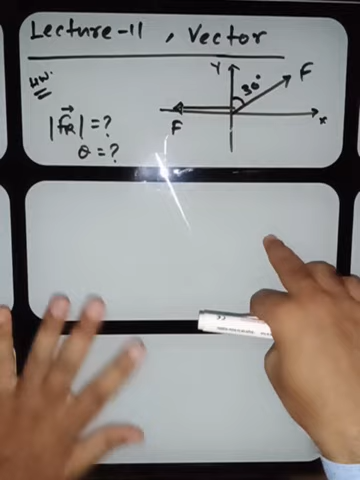 Lecture-11, Vector
HW.
Y
30°
F
|F⃗R| = ?
F
x
θ = ?